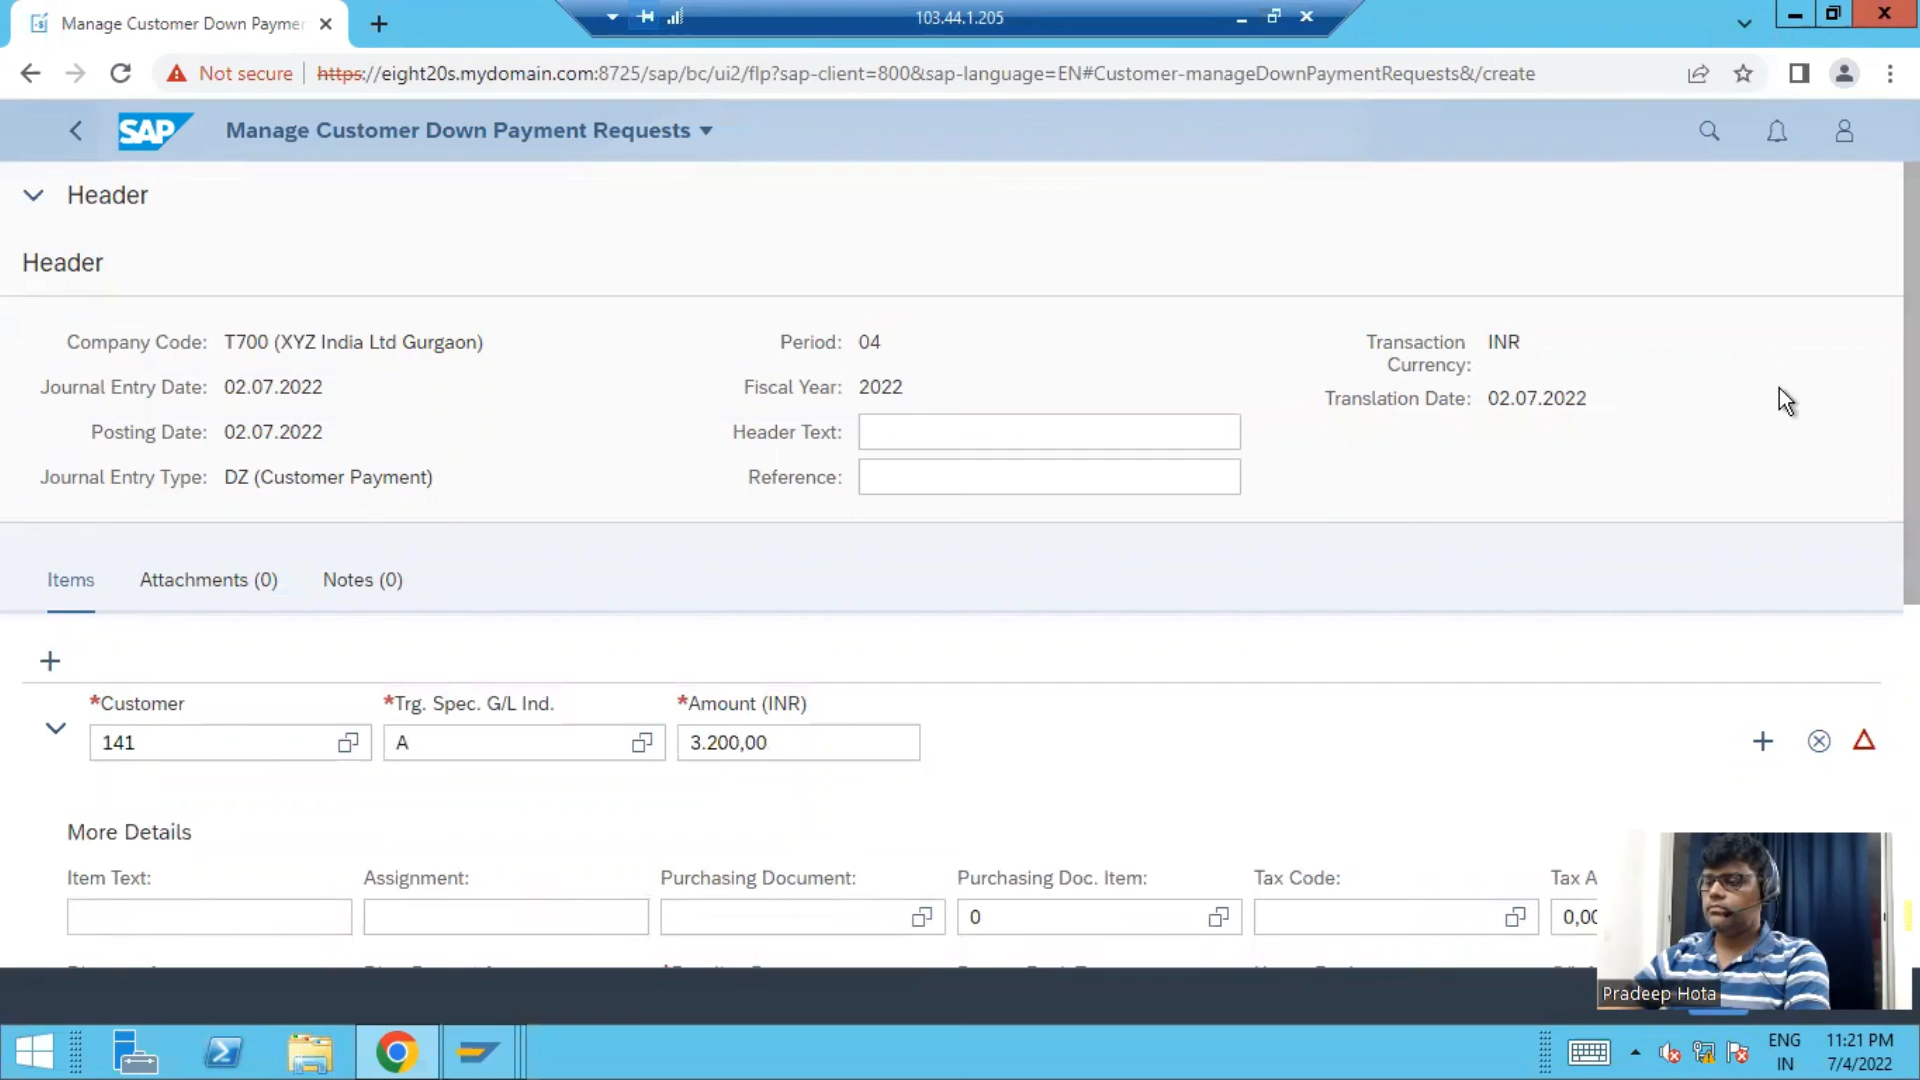 Manage Customer Down Paymer
103.44.1.205
Not secure
https://eight20s.mydomain.com:8725/sap/bc/ui2/flp?sap-client=800&sap-language=EN#Customer-manageDownPaymentRequests&/create
SAP
Manage Customer Down Payment Requests
Header
Header
Company Code: T700 (XYZ India Ltd Gurgaon)
Period: 04
Transaction Currency: INR
Journal Entry Date: 02.07.2022
Fiscal Year: 2022
Translation Date: 02.07.2022
Posting Date: 02.07.2022
Header Text:
Journal Entry Type: DZ (Customer Payment)
Reference:
Items Attachments (0) Notes (0)
*Customer *Trg. Spec. G/L Ind. *Amount (INR)
141 A 3.200,00
More Details
Item Text: Assignment: Purchasing Document: Purchasing Doc. Item: Tax Code: Tax A
0 0,00
Pradeep Hota
ENG 11:21 PM
IN 7/4/2022